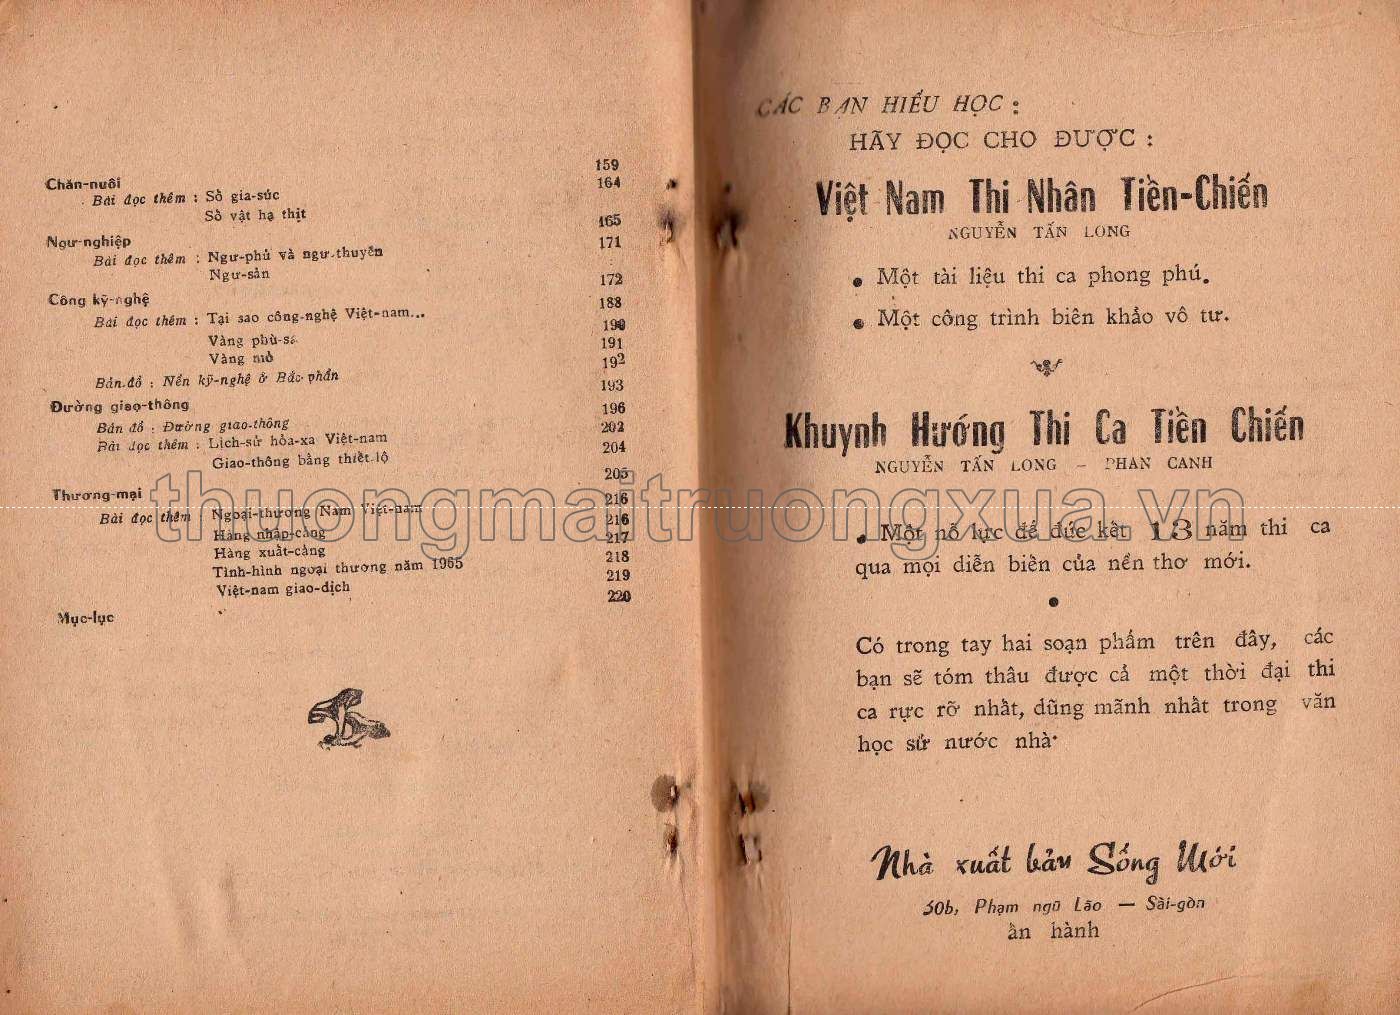 159
Chăn-nuôi 164
Bài đọc thêm : Số gia-súc
Số vật hạ thịt 165
Ngư-nghiệp 171
Bài đọc thêm : Ngư-phủ và ngư-thuyền
Ngư-sản 172
Công kỹ-nghệ 188
Bài đọc thêm : Tại sao công-nghệ Việt-nam... 190
Vàng phù-sa 191
Vàng mỏ 192
Bản-đồ : Nền kỹ-nghệ ở Bắc-phần 193
Đường giao-thông 196
Bản đồ : Đường giao-thông 202
Bài đọc thêm : Lịch-sử hỏa-xa Việt-nam 204
Giao-thông bằng thiết-lộ 205
Thương-mại 216
Bài đọc thêm : Ngoại-thương Nam Việt-nam 216
Hàng nhập-cảng 217
Hàng xuất-cảng 218
Tình-hình ngoại thương năm 1965 219
Việt-nam giao-dịch 220
Mục-lục
CÁC BẠN HIẾU HỌC :
HÃY ĐỌC CHO ĐƯỢC :
Việt Nam Thi Nhân Tiền-Chiến
NGUYỄN TẤN LONG
• Một tài liệu thi ca phong phú.
• Một công trình biên khảo vô tư.
Khuynh Hướng Thi Ca Tiền Chiến
NGUYỄN TẤN LONG – PHAN CANH
• Một nỗ lực để đúc kết 13 năm thi ca
qua mọi diễn biến của nền thơ mới.
•
Có trong tay hai soạn phẩm trên đây, các
bạn sẽ tóm thâu được cả một thời đại thi
ca rực rỡ nhất, dũng mãnh nhất trong văn
học sử nước nhà.
Nhà xuất bản Sống Mới
30b, Phạm ngũ Lão — Sài-gòn
ấn hành
thuongmaitruongxua.vn